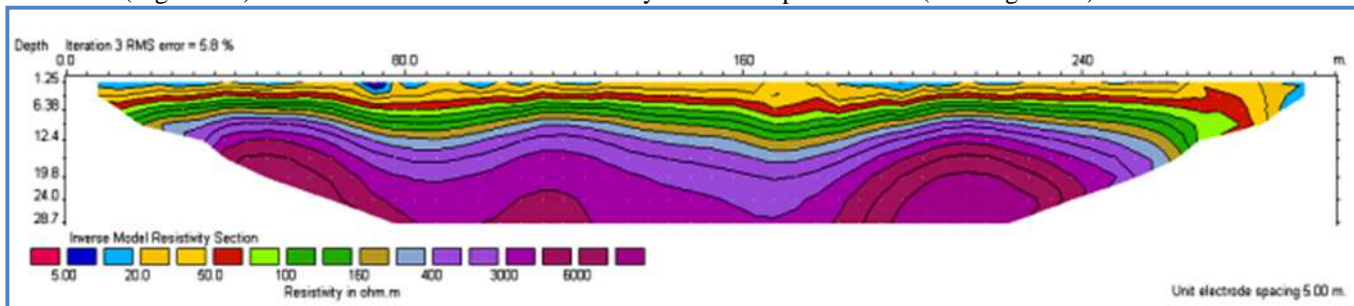 Depth Iteration 3 RMS error = 5.8 %
0.0 80.0 160 240 m.
1.25
6.38
12.4
19.8
24.0
28.7
Inverse Model Resistivity Section
5.00 20.0 50.0 100 160 400 3000 6000
Resistivity in ohm.m
Unit electrode spacing 5.00 m.